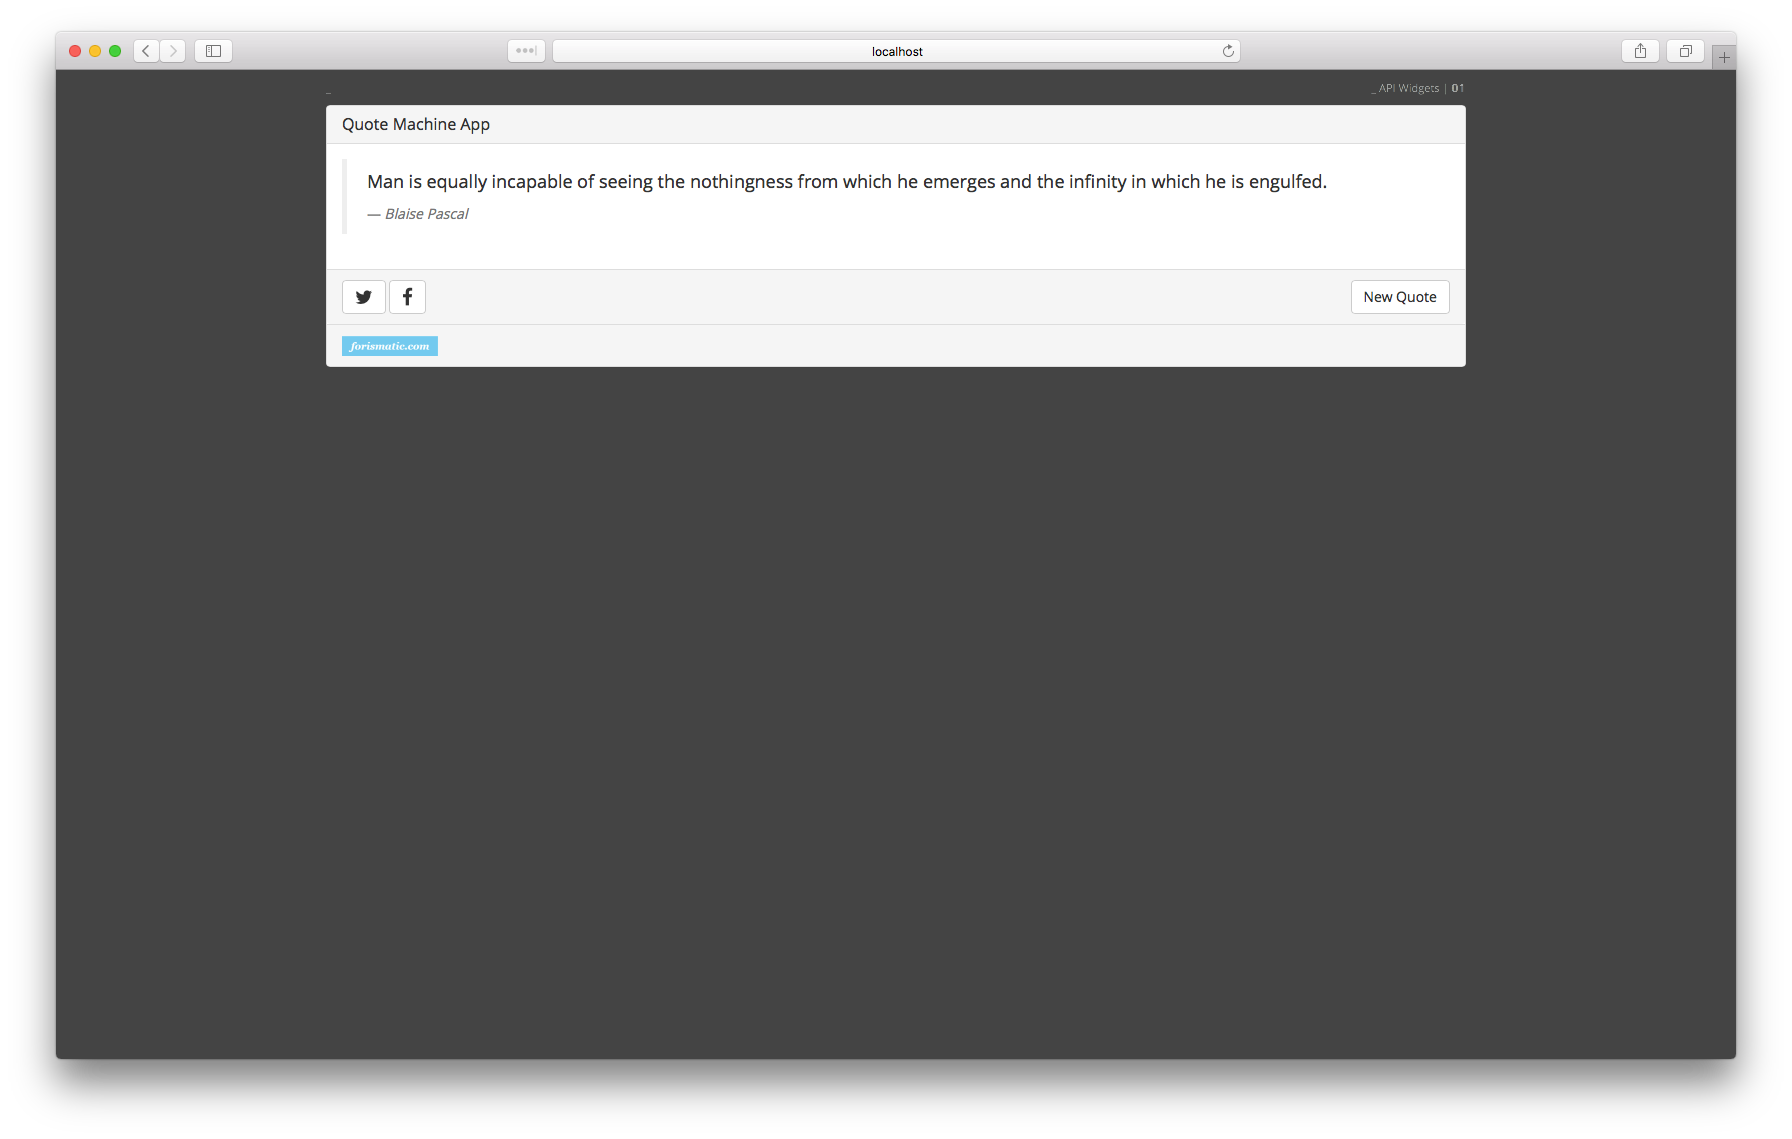 localhost
_
_ API Widgets | 01
Quote Machine App
Man is equally incapable of seeing the nothingness from which he emerges and the infinity in which he is engulfed.
— Blaise Pascal
New Quote
forismatic.com